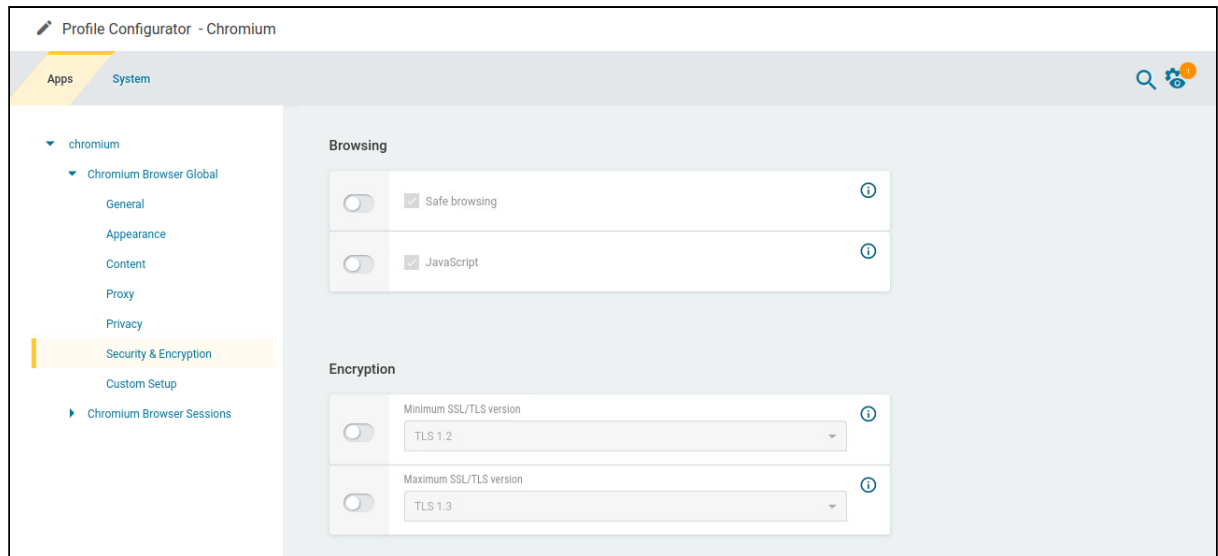 Profile Configurator - Chromium
Apps
System
1
chromium
Chromium Browser Global
General
Appearance
Content
Proxy
Privacy
Security & Encryption
Custom Setup
Chromium Browser Sessions
Browsing
Safe browsing
JavaScript
Encryption
Minimum SSL/TLS version
TLS 1.2
Maximum SSL/TLS version
TLS 1.3